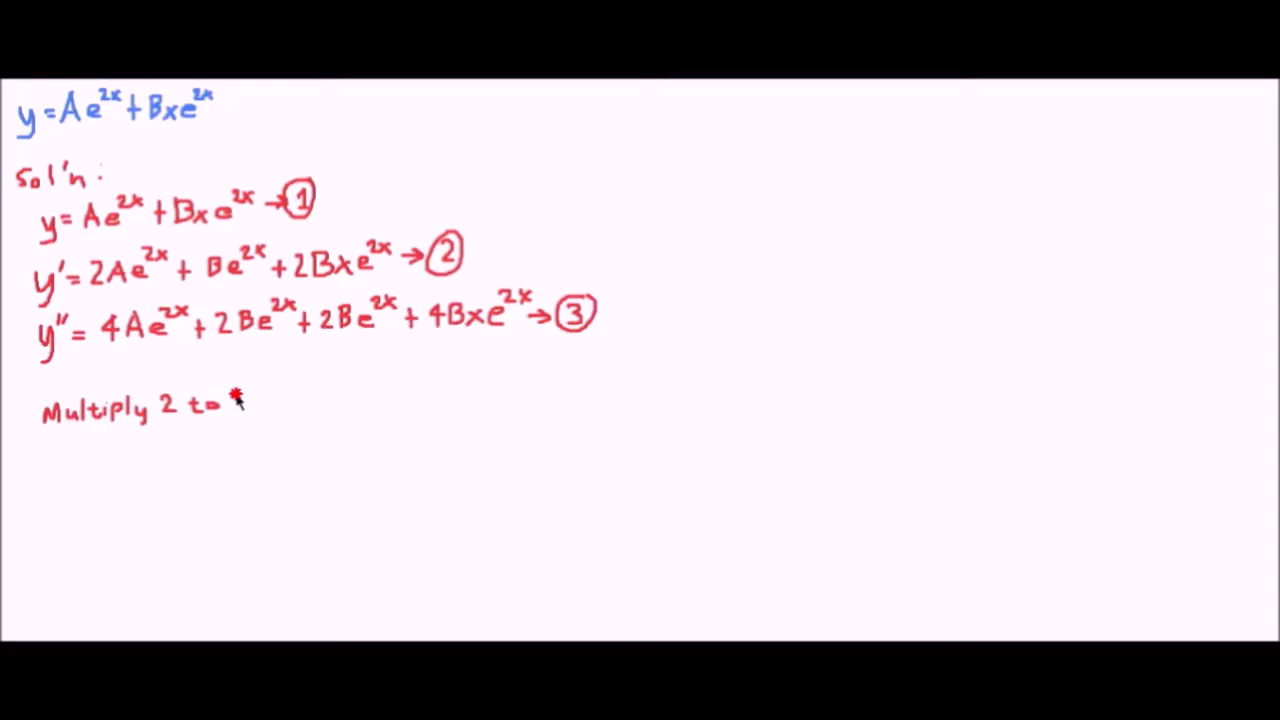 y = Ae^{2x} + Bxe^{2x}
Sol'n :
y = Ae^{2x} + Bxe^{2x} → ①
y' = 2Ae^{2x} + Be^{2x} + 2Bxe^{2x} → ②
y'' = 4Ae^{2x} + 2Be^{2x} + 2Be^{2x} + 4Bxe^{2x} → ③
Multiply 2 to